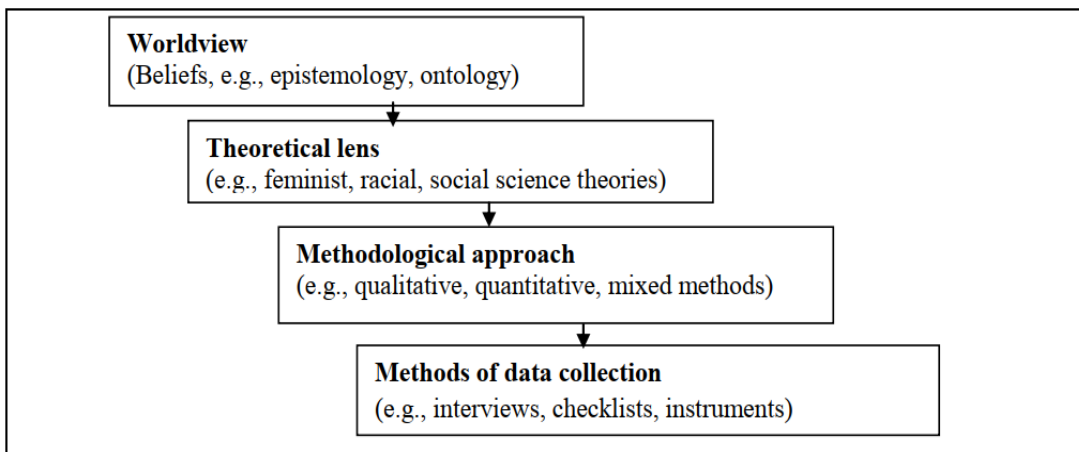 Worldview
(Beliefs, e.g., epistemology, ontology)
Theoretical lens
(e.g., feminist, racial, social science theories)
Methodological approach
(e.g., qualitative, quantitative, mixed methods)
Methods of data collection
(e.g., interviews, checklists, instruments)